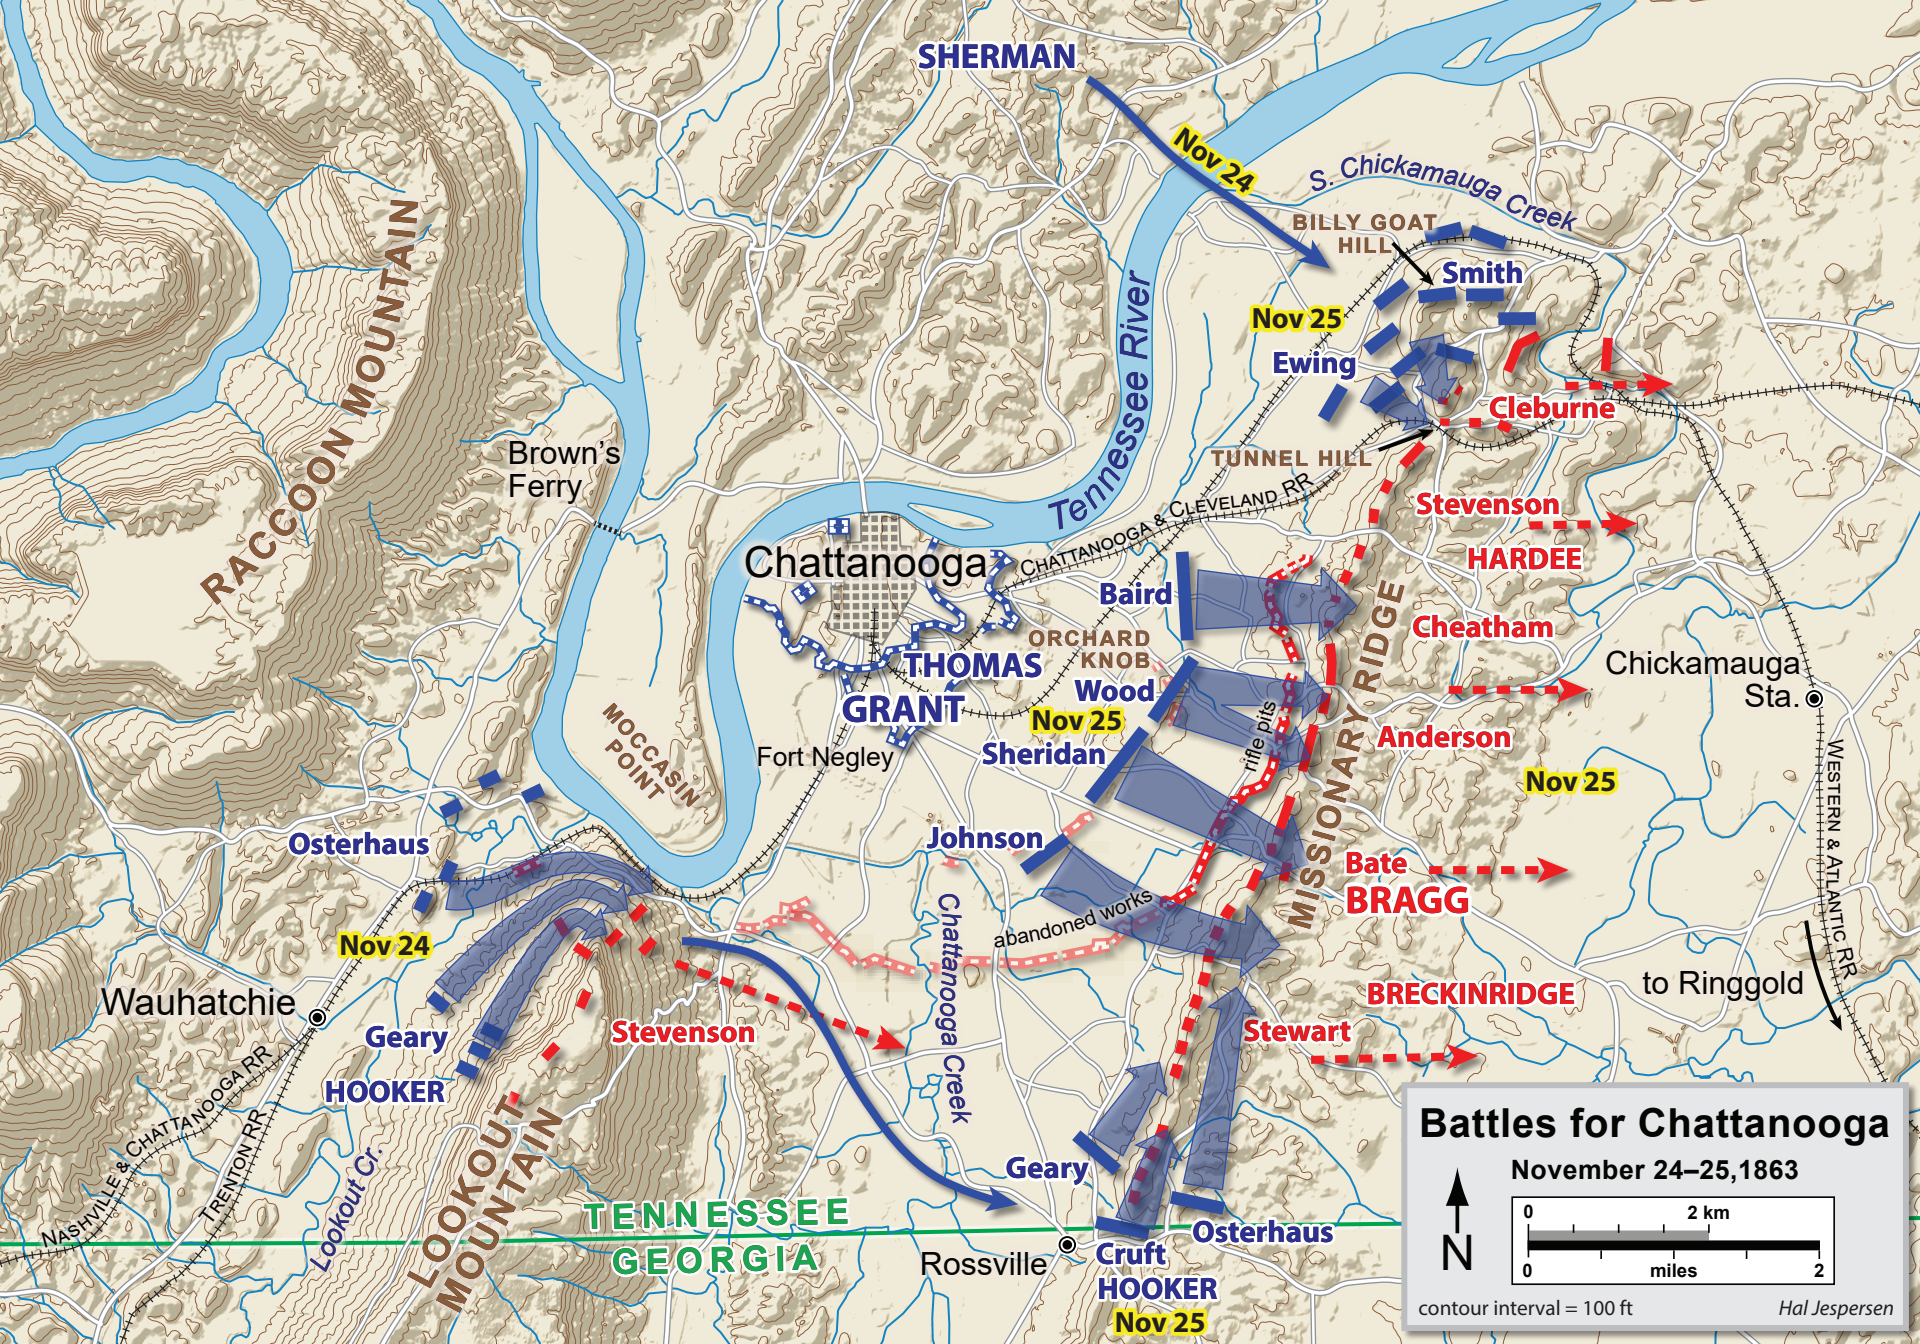 SHERMAN
Nov 24
S. Chickamauga Creek
BILLY GOAT
HILL
Smith
Nov 25
Ewing
Cleburne
TUNNEL HILL
Tennessee River
RACCOON MOUNTAIN
Brown's
Ferry
CHATTANOOGA & CLEVELAND RR
Stevenson
HARDEE
Chattanooga
Baird
ORCHARD
KNOB
Cheatham
THOMAS
GRANT
Wood
Nov 25
Sheridan
Chickamauga
Sta.
MISSIONARY RIDGE
rifle pits
Anderson
MOCCASIN
POINT
Fort Negley
Nov 25
WESTERN & ATLANTIC RR
Osterhaus
Johnson
Bate
BRAGG
abandoned works
Chattanooga Creek
Nov 24
Wauhatchie
to Ringgold
BRECKINRIDGE
Geary
Stevenson
Stewart
HOOKER
NASHVILLE & CHATTANOOGA RR
TRENTON RR
Lookout Cr.
LOOKOUT
MOUNTAIN
Geary
TENNESSEE
GEORGIA
Osterhaus
Rossville
Cruft
HOOKER
Nov 25
Battles for Chattanooga
November 24–25,1863
N
0
2 km
0
miles
2
contour interval = 100 ft
Hal Jespersen